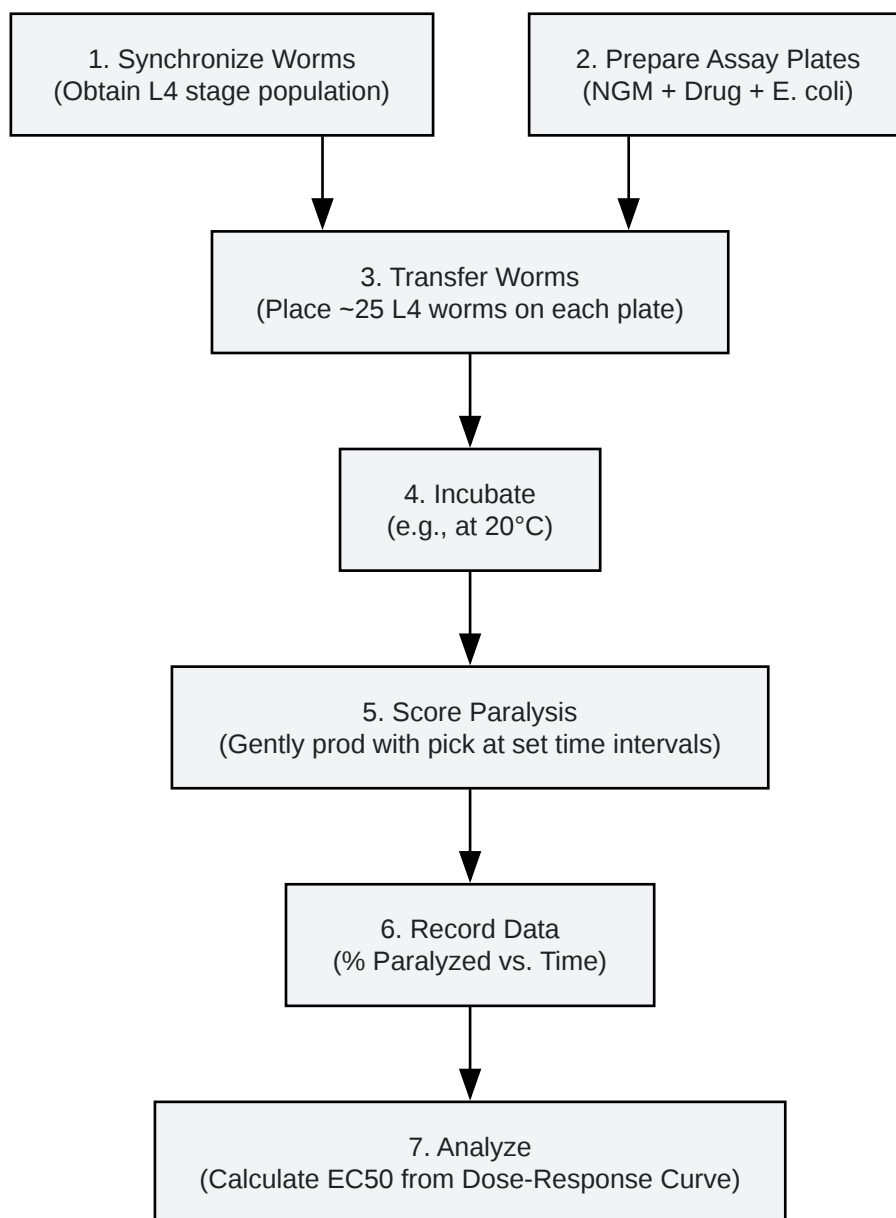 1. Synchronize Worms
(Obtain L4 stage population)
2. Prepare Assay Plates
(NGM + Drug + E. coli)
3. Transfer Worms
(Place ~25 L4 worms on each plate)
4. Incubate
(e.g., at 20°C)
5. Score Paralysis
(Gently prod with pick at set time intervals)
6. Record Data
(% Paralyzed vs. Time)
7. Analyze
(Calculate EC50 from Dose-Response Curve)